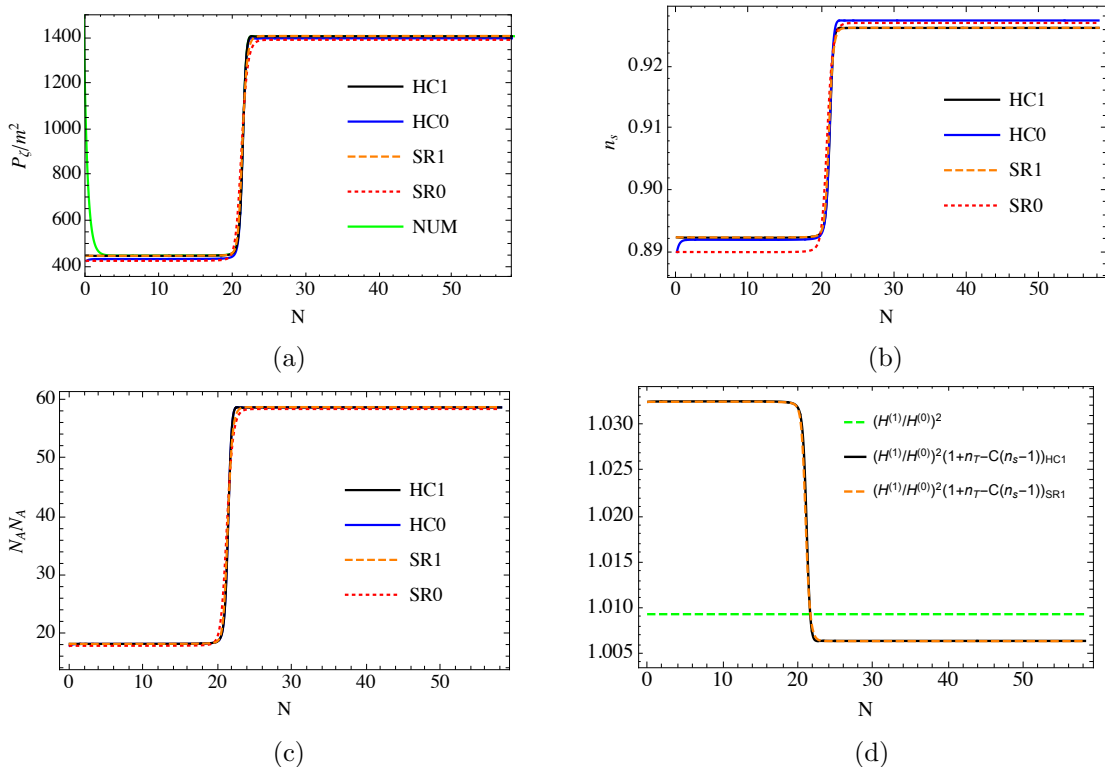 1400
1200
1000
800
600
400
P_ζ/m²
HC1
HC0
SR1
SR0
NUM
0 10 20 30 40 50
N
(a)
0.92
0.91
0.90
0.89
n_s
HC1
HC0
SR1
SR0
0 10 20 30 40 50
N
(b)
60
50
40
30
20
N_A N_A
HC1
HC0
SR1
SR0
0 10 20 30 40 50
N
(c)
1.030
1.025
1.020
1.015
1.010
1.005
(H⁽¹⁾/H⁽⁰⁾)²
(H⁽¹⁾/H⁽⁰⁾)²(1+n_T−C(n_s−1))_HC1
(H⁽¹⁾/H⁽⁰⁾)²(1+n_T−C(n_s−1))_SR1
0 10 20 30 40 50
N
(d)